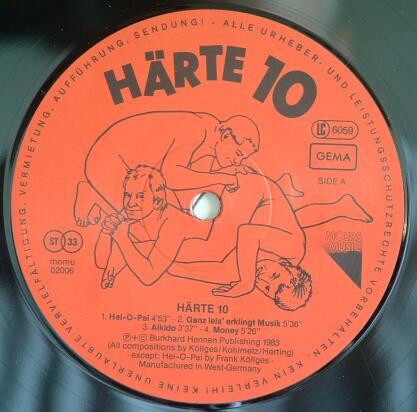 KEINE UNERLAUBTE VERVIELFÄLTIGUNG, VERMIETUNG, AUFFÜHRUNG, SENDUNG! - ALLE URHEBER- UND LEISTUNGSSCHUTZRECHTE VORBEHALTEN. KEIN VERLEIH!
HÄRTE 10
LC 6059
GEMA
SIDE A
MOERS
MUSIC
ST 33
momu
02006
HÄRTE 10
1. Hei-O-Pei 4'53" · 2. Ganz leis' erklingt Musik 5'36"
3. Aikido 3'37" · 4. Money 5'26"
Ⓟ+© Burkhard Hennen Publishing 1983
(All compositions by Köllges/Kohlmetz/Herting)
· except: Hei-O-Pei by Frank Köllges ·
Manufactured in West-Germany